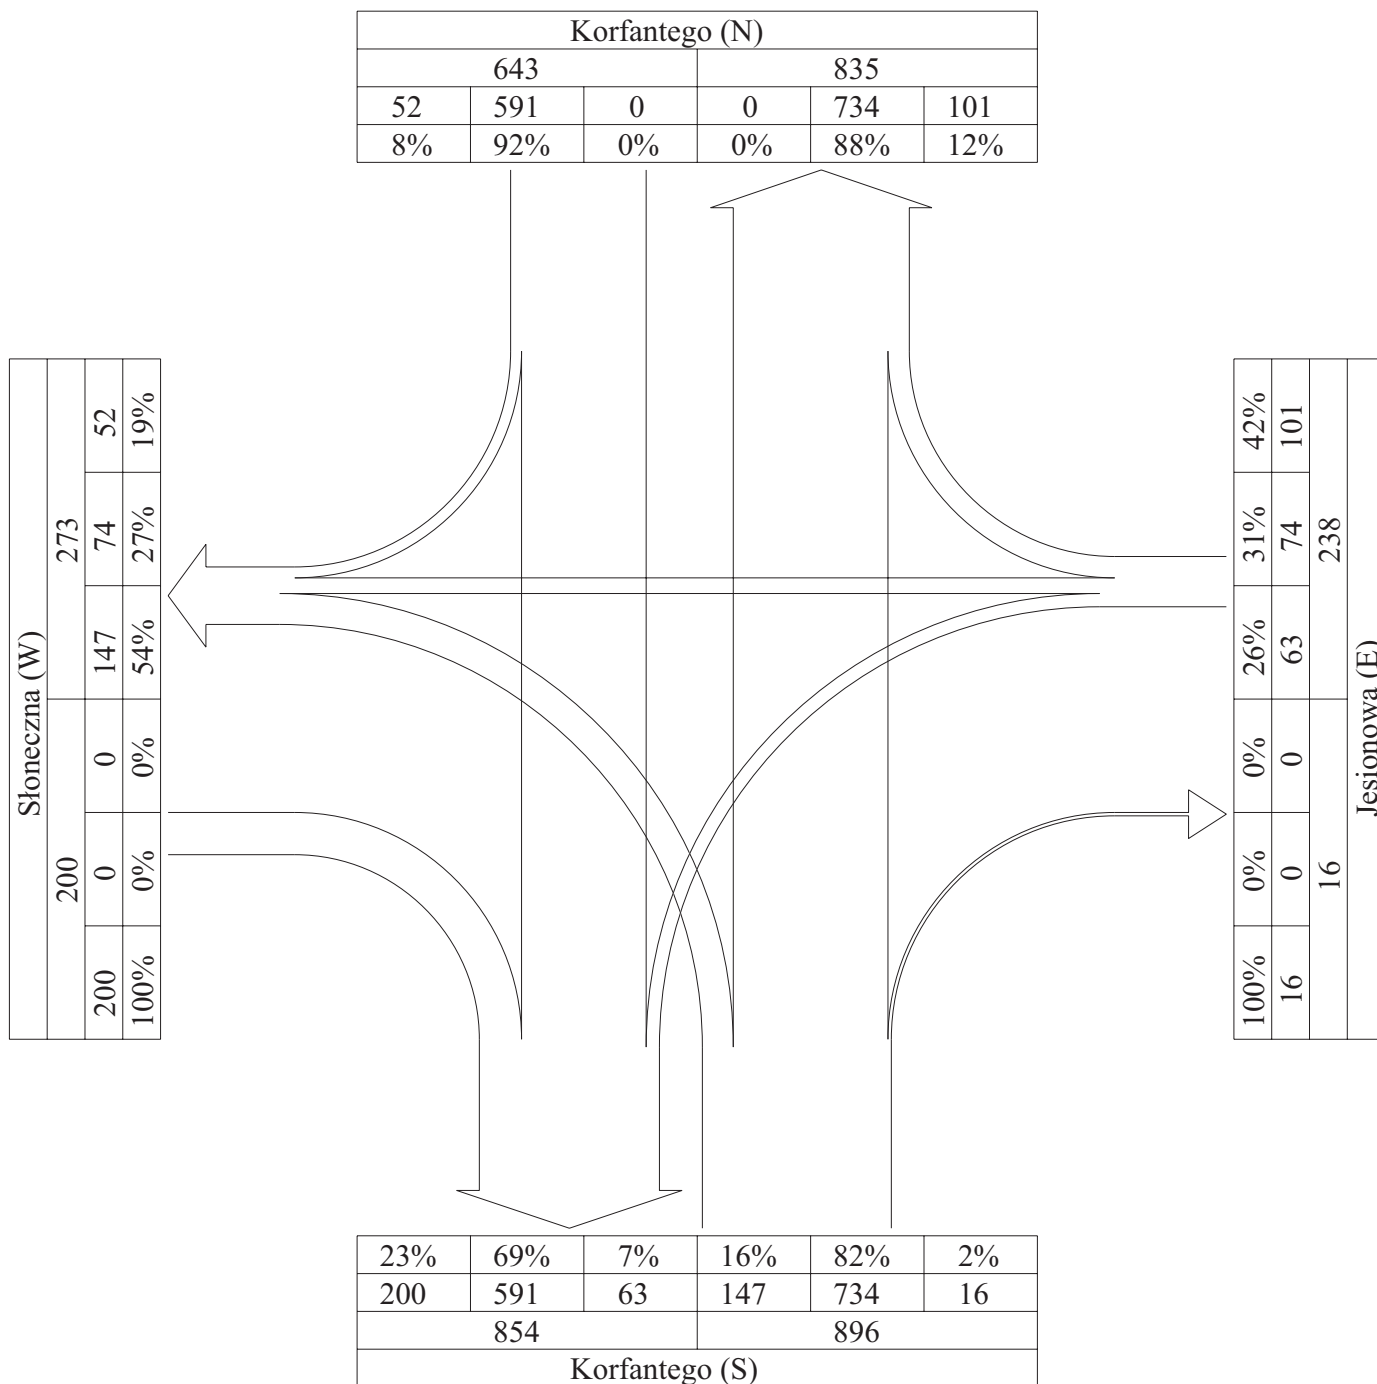 Korfantego (N)
643 835
52 591 0 0 734 101
8% 92% 0% 0% 88% 12%
Słoneczna (W)
200 273
200 0 0 147 74 52
100% 0% 0% 54% 27% 19%
100% 0% 0% 26% 31% 42%
16 0 0 63 74 101
16 238
Jesionowa (E)
23% 69% 7% 16% 82% 2%
200 591 63 147 734 16
854 896
Korfantego (S)